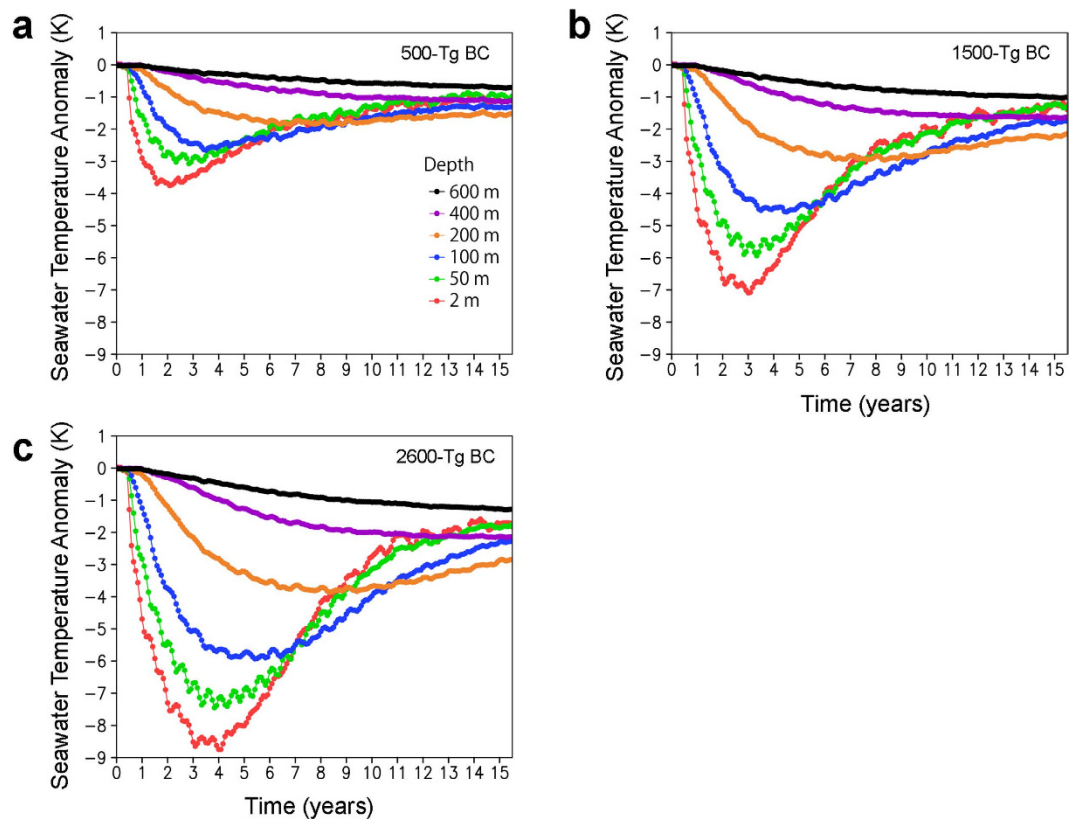 a
500-Tg BC
Seawater Temperature Anomaly (K)
1
0
−1
−2
−3
−4
−5
−6
−7
−8
−9
Depth
600 m
400 m
200 m
100 m
50 m
2 m
0 1 2 3 4 5 6 7 8 9 10 11 12 13 14 15
b
1500-Tg BC
Seawater Temperature Anomaly (K)
1
0
−1
−2
−3
−4
−5
−6
−7
−8
−9
0 1 2 3 4 5 6 7 8 9 10 11 12 13 14 15
Time (years)
c
2600-Tg BC
Seawater Temperature Anomaly (K)
1
0
−1
−2
−3
−4
−5
−6
−7
−8
−9
0 1 2 3 4 5 6 7 8 9 10 11 12 13 14 15
Time (years)